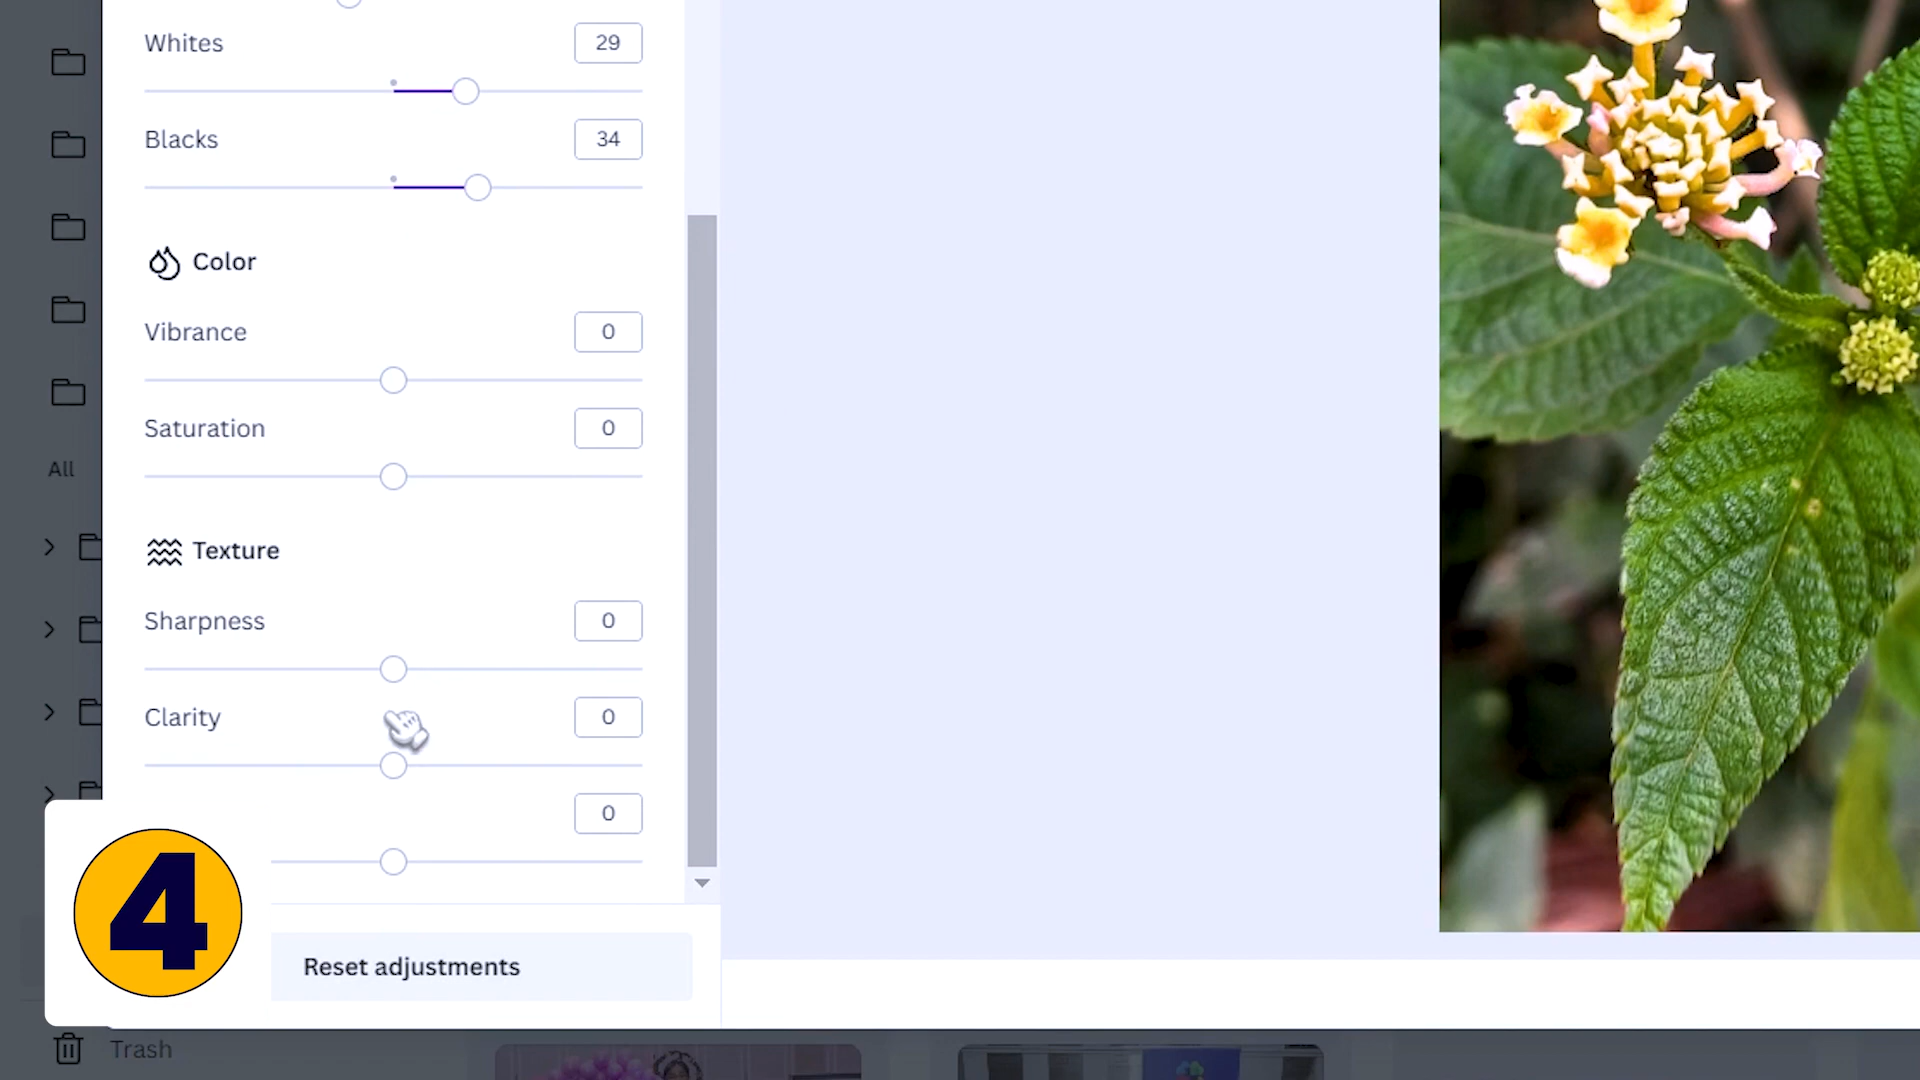 Whites 29
Blacks 34
Color
Vibrance 0
Saturation 0
All
Texture
Sharpness 0
Clarity 0
0
4
Reset adjustments
Trash